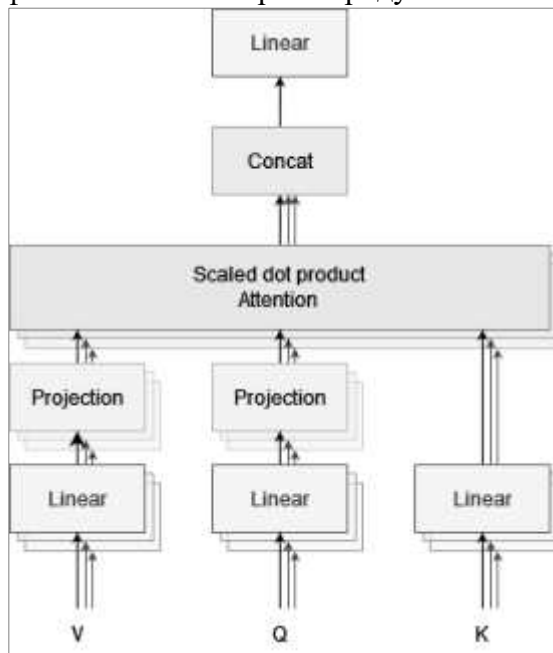 Linear
Concat
Scaled dot product
Attention
Projection Projection
Linear Linear Linear
V Q K